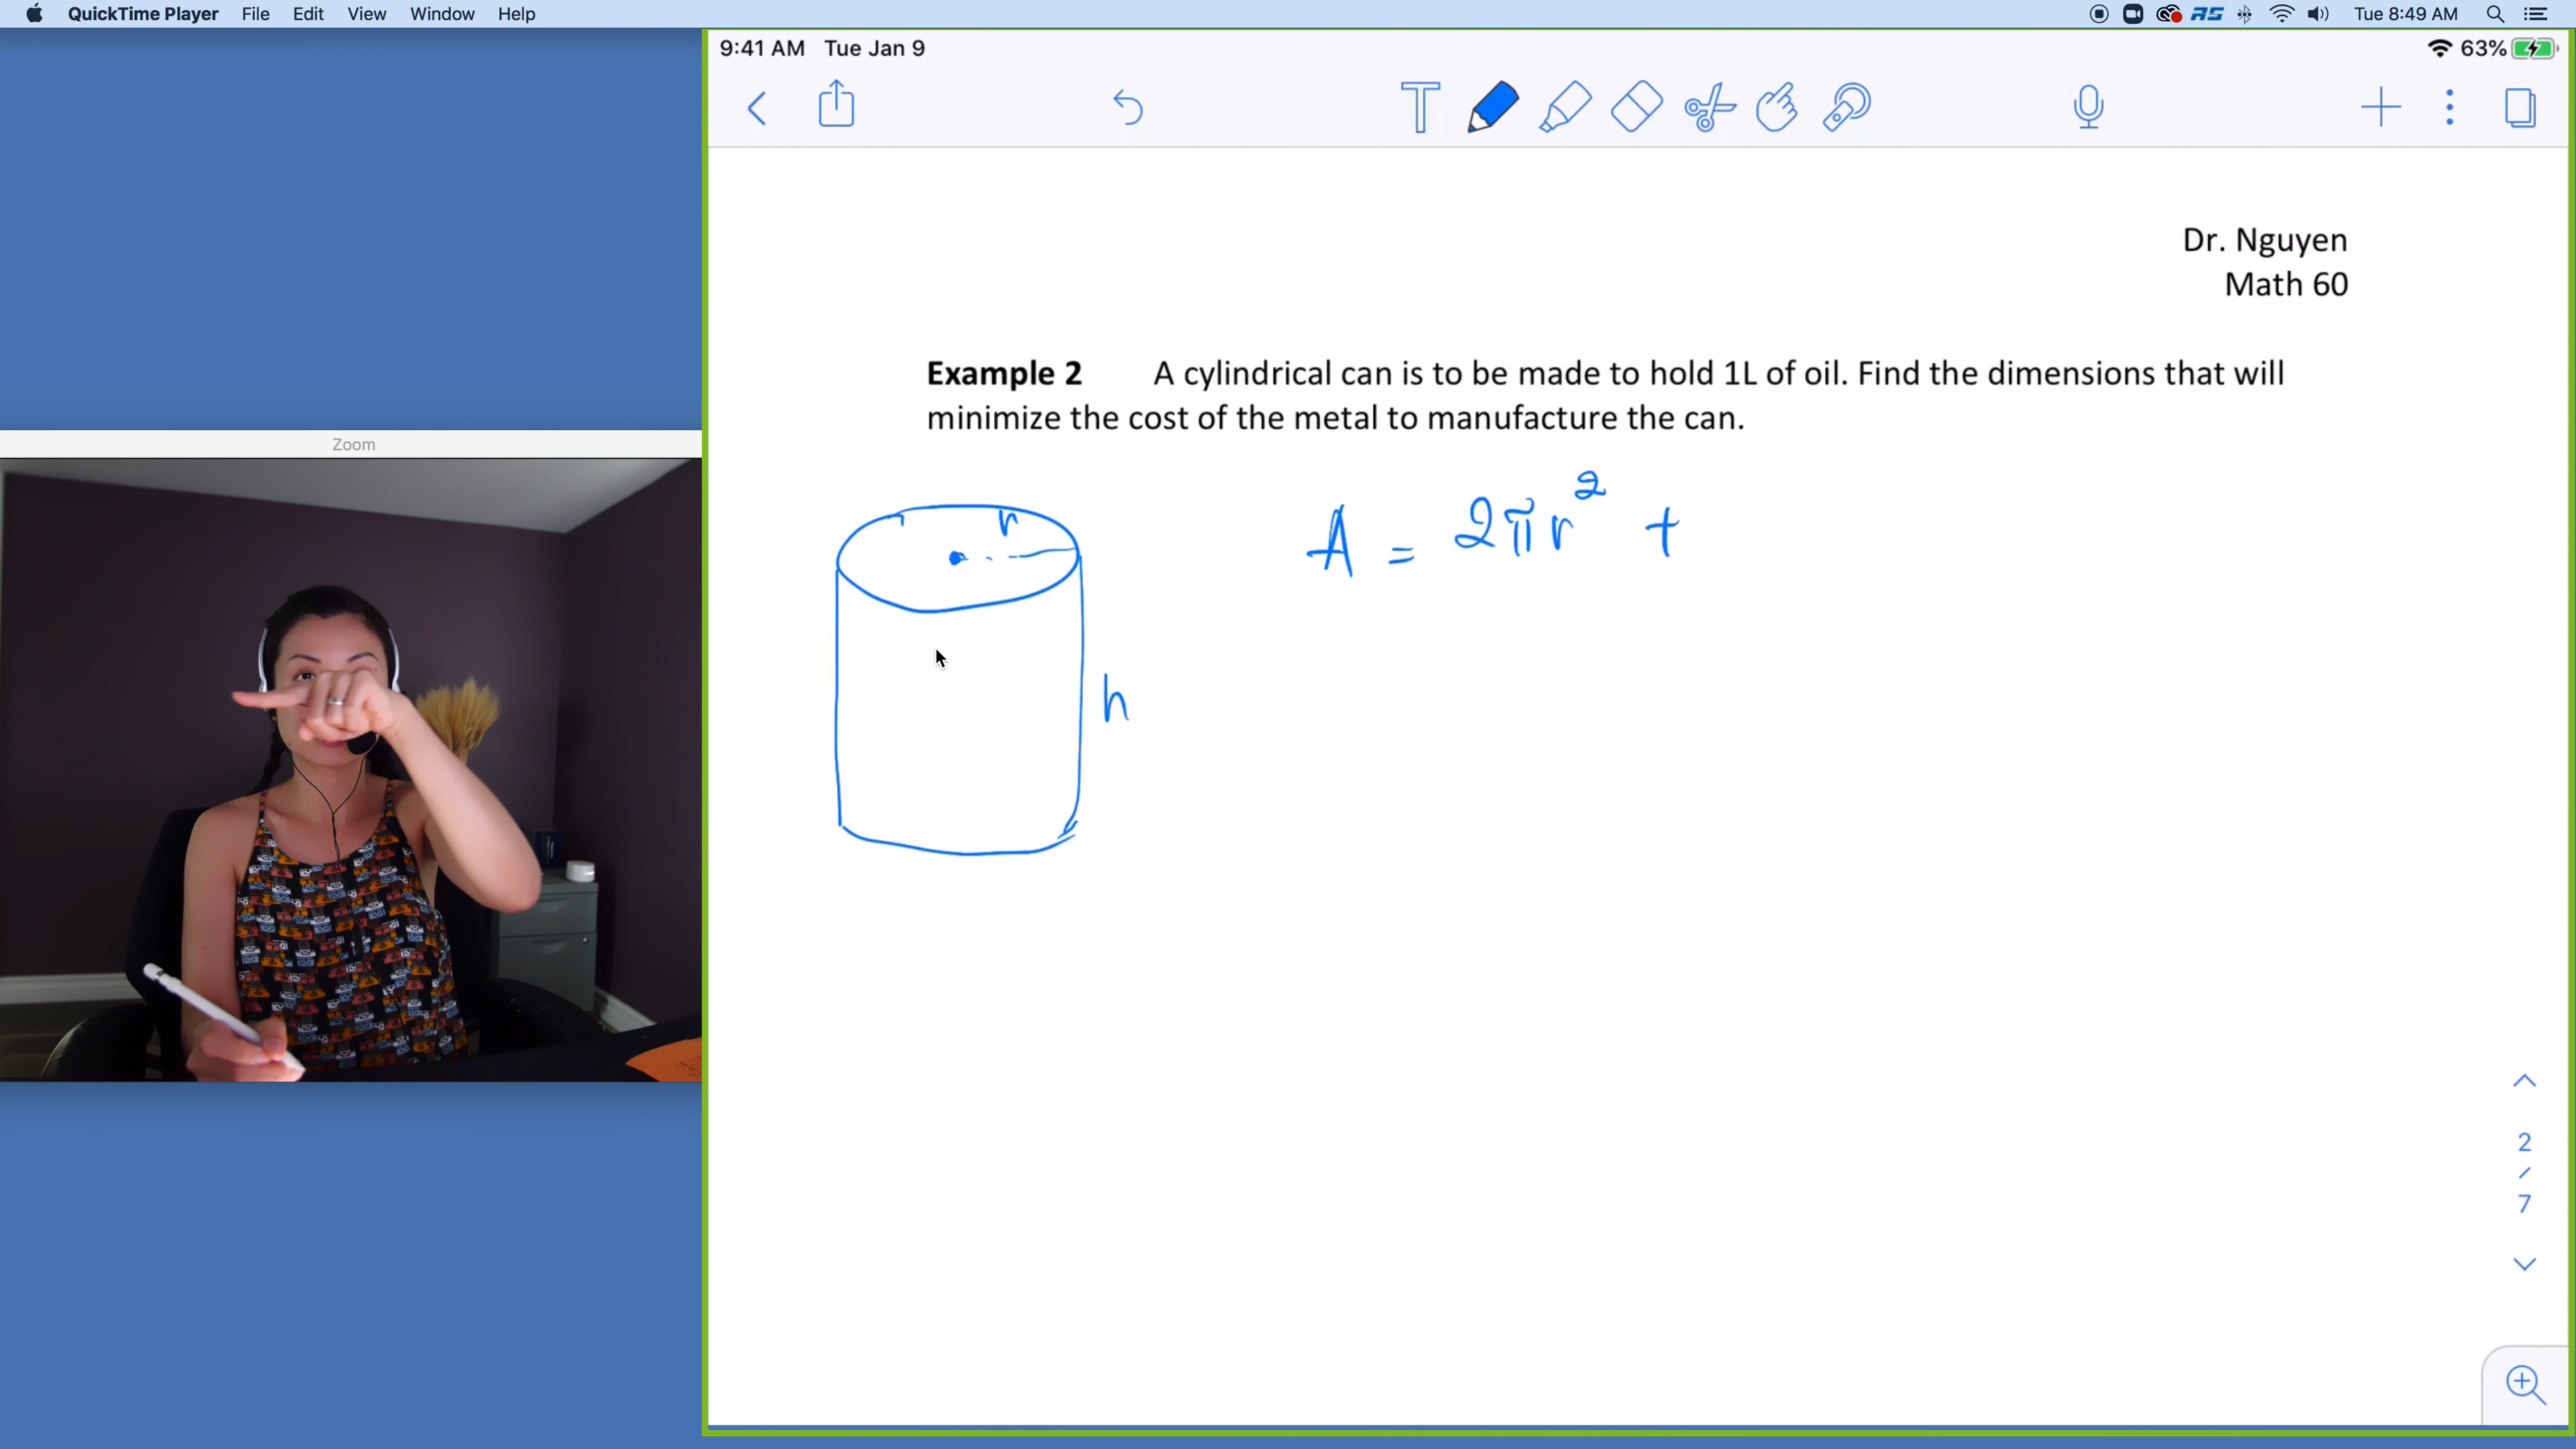 QuickTime Player File Edit View Window Help
Tue 8:49 AM
9:41 AM Tue Jan 9
63%
T
Dr. Nguyen
Math 60
Example 2 A cylindrical can is to be made to hold 1L of oil. Find the dimensions that will
minimize the cost of the metal to manufacture the can.
Zoom
r
A = 2πr² +
h
2
/
7